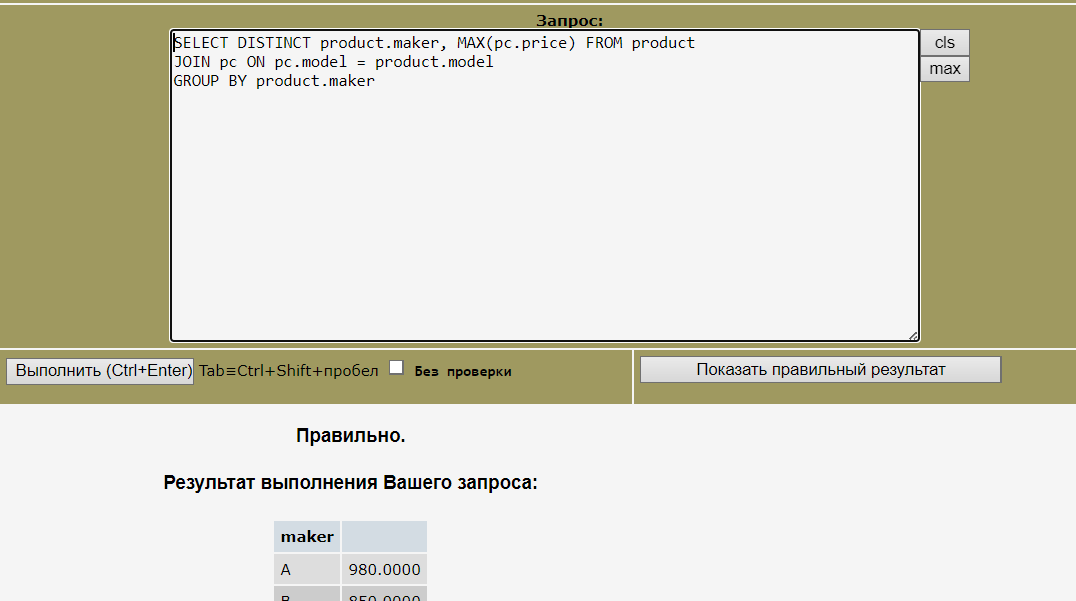 Запрос:
SELECT DISTINCT product.maker, MAX(pc.price) FROM product
JOIN pc ON pc.model = product.model
GROUP BY product.maker
cls
max
Выполнить (Ctrl+Enter) Tab≡Ctrl+Shift+пробел Без проверки
Показать правильный результат
Правильно.
Результат выполнения Вашего запроса:
maker
A 980.0000
B 850.0000